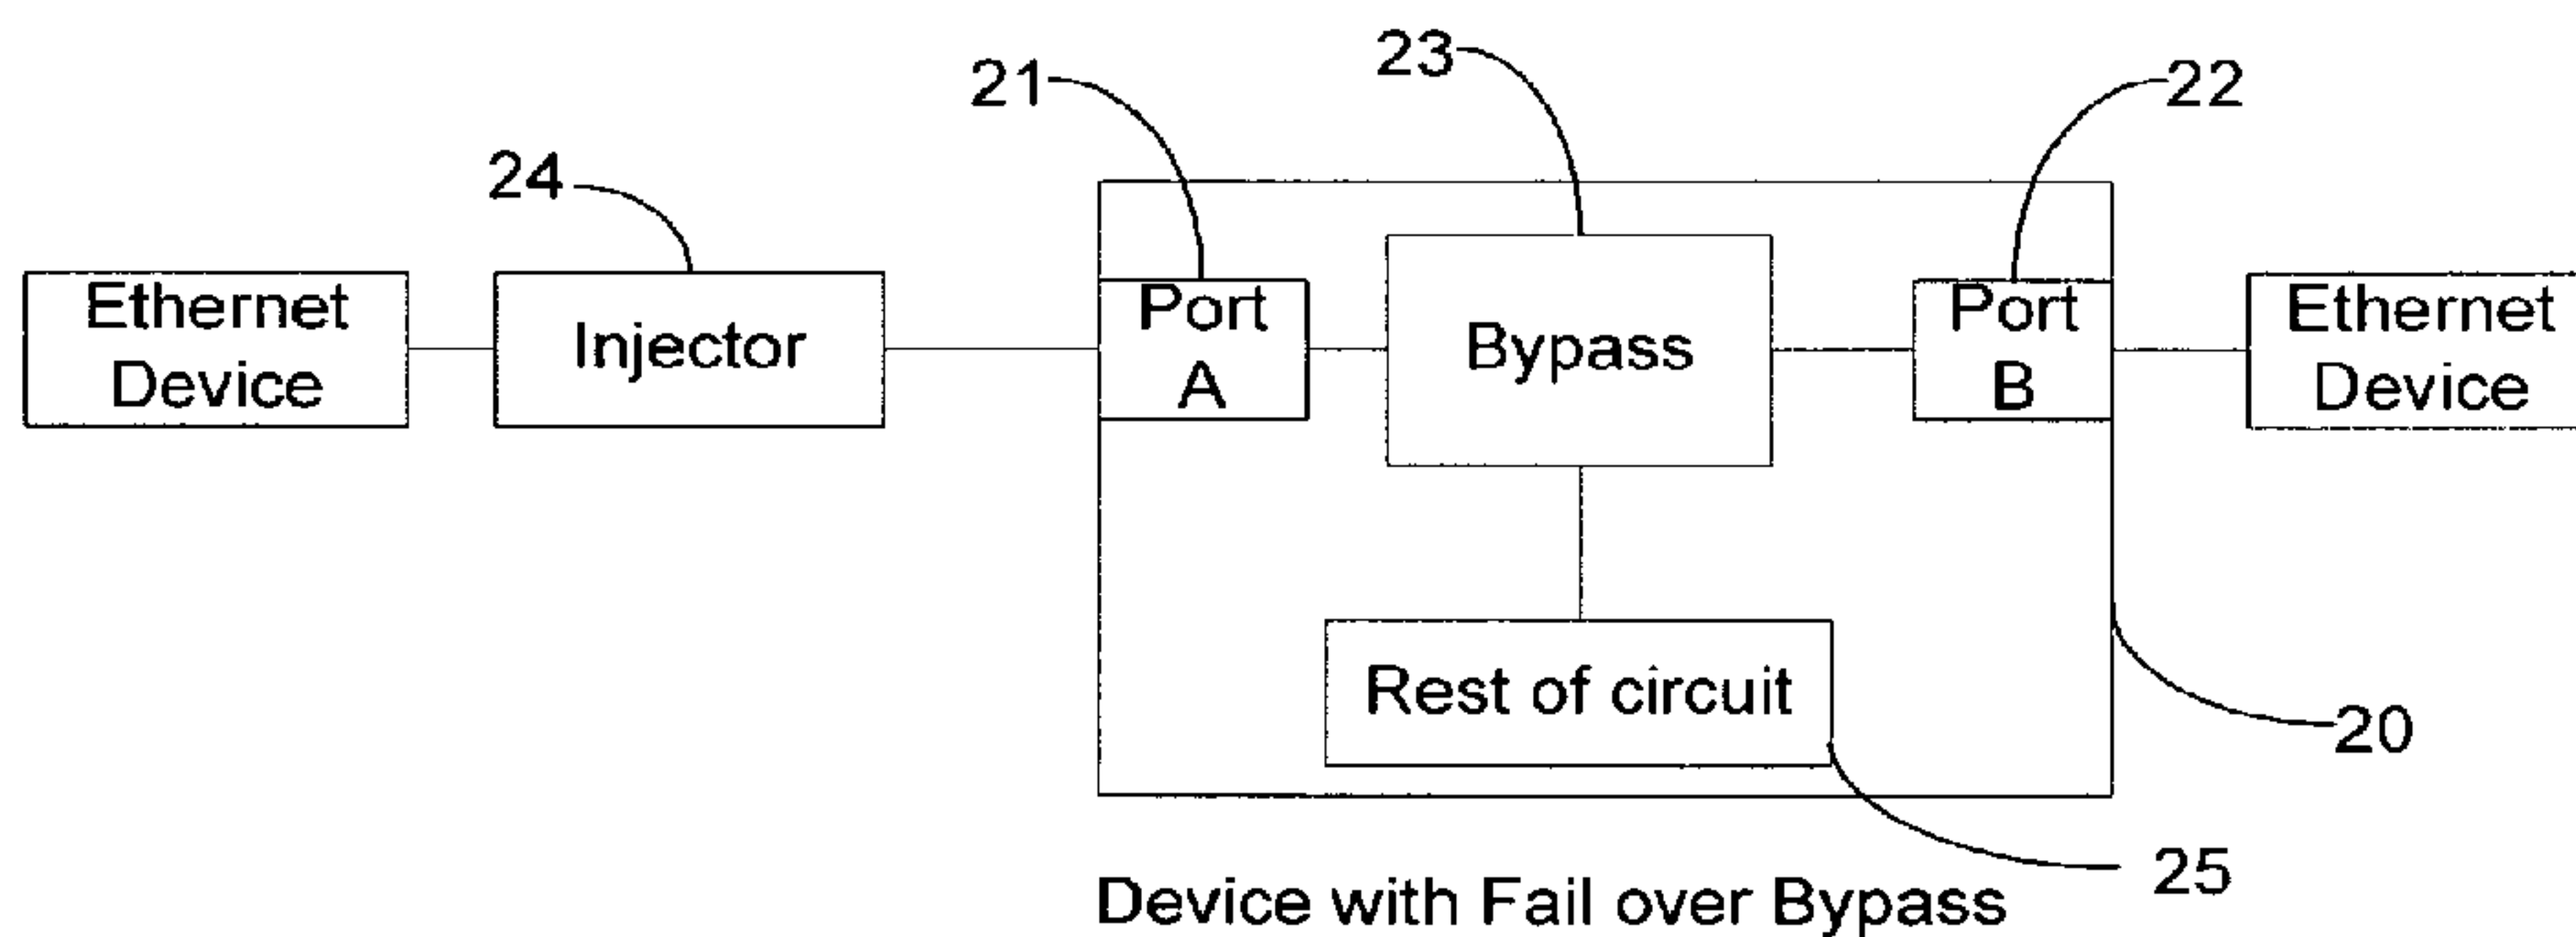 23
21
22
24
Ethernet
Device
Injector
Port
A
Bypass
Port
B
Ethernet
Device
Rest of circuit
20
25
Device with Fail over Bypass